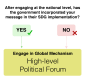 After engaging at the national level, has
the government incorporated your
message in their SDG implementation?
YES
NO
Engage in Global Mechanism
High-level
Political Forum